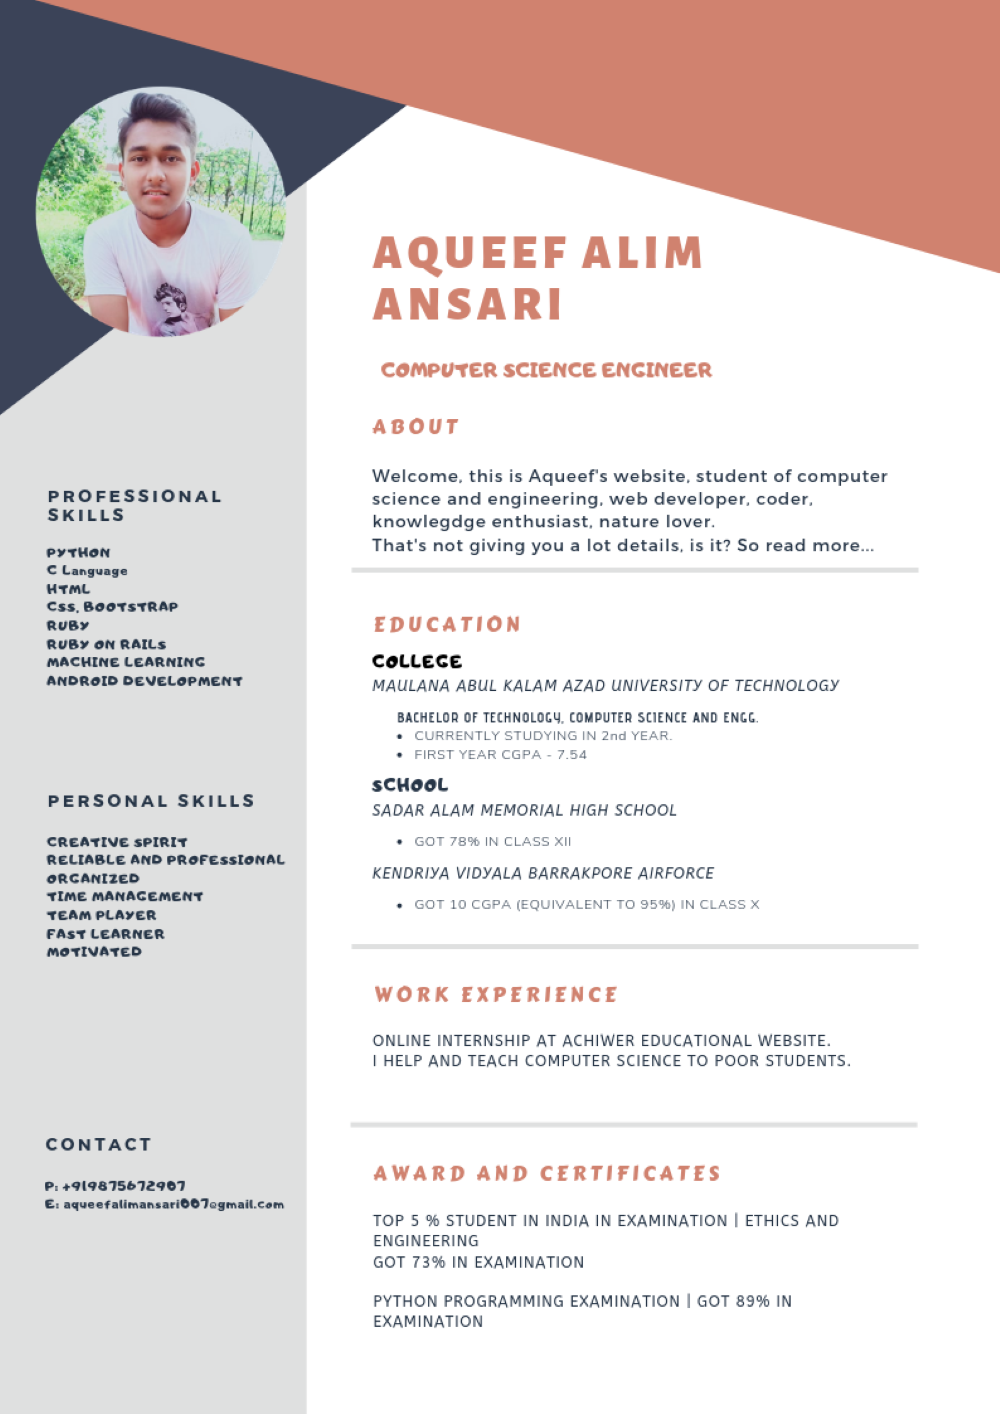 AQUEEF ALIM
ANSARI
COMPUTER SCIENCE ENGINEER
ABOUT
Welcome, this is Aqueef's website, student of computer
science and engineering, web developer, coder,
knowlegdge enthusiast, nature lover.
That's not giving you a lot details, is it? So read more...
PROFESSIONAL
SKILLS
PYTHON
C Language
HTML
Css, BOOTSTRAP
RUBY
RUBY ON RAILs
MACHINE LEARNING
ANDROID DEVELOPMENT
PERSONAL SKILLS
CREATIVE SPIRIT
RELIABLE AND PROFESSIONAL
ORGANIZED
TIME MANAGEMENT
TEAM PLAYER
FAST LEARNER
MOTIVATED
CONTACT
P: +919875672907
E: aqueefalimansari007@gmail.com
EDUCATION
COLLEGE
MAULANA ABUL KALAM AZAD UNIVERSITY OF TECHNOLOGY
BACHELOR OF TECHNOLOGY, COMPUTER SCIENCE AND ENGG.
• CURRENTLY STUDYING IN 2nd YEAR.
• FIRST YEAR CGPA - 7.54
SCHOOL
SADAR ALAM MEMORIAL HIGH SCHOOL
• GOT 78% IN CLASS XII
KENDRIYA VIDYALA BARRAKPORE AIRFORCE
• GOT 10 CGPA (EQUIVALENT TO 95%) IN CLASS X
WORK EXPERIENCE
ONLINE INTERNSHIP AT ACHIWER EDUCATIONAL WEBSITE.
I HELP AND TEACH COMPUTER SCIENCE TO POOR STUDENTS.
AWARD AND CERTIFICATES
TOP 5 % STUDENT IN INDIA IN EXAMINATION | ETHICS AND
ENGINEERING
GOT 73% IN EXAMINATION
PYTHON PROGRAMMING EXAMINATION | GOT 89% IN
EXAMINATION